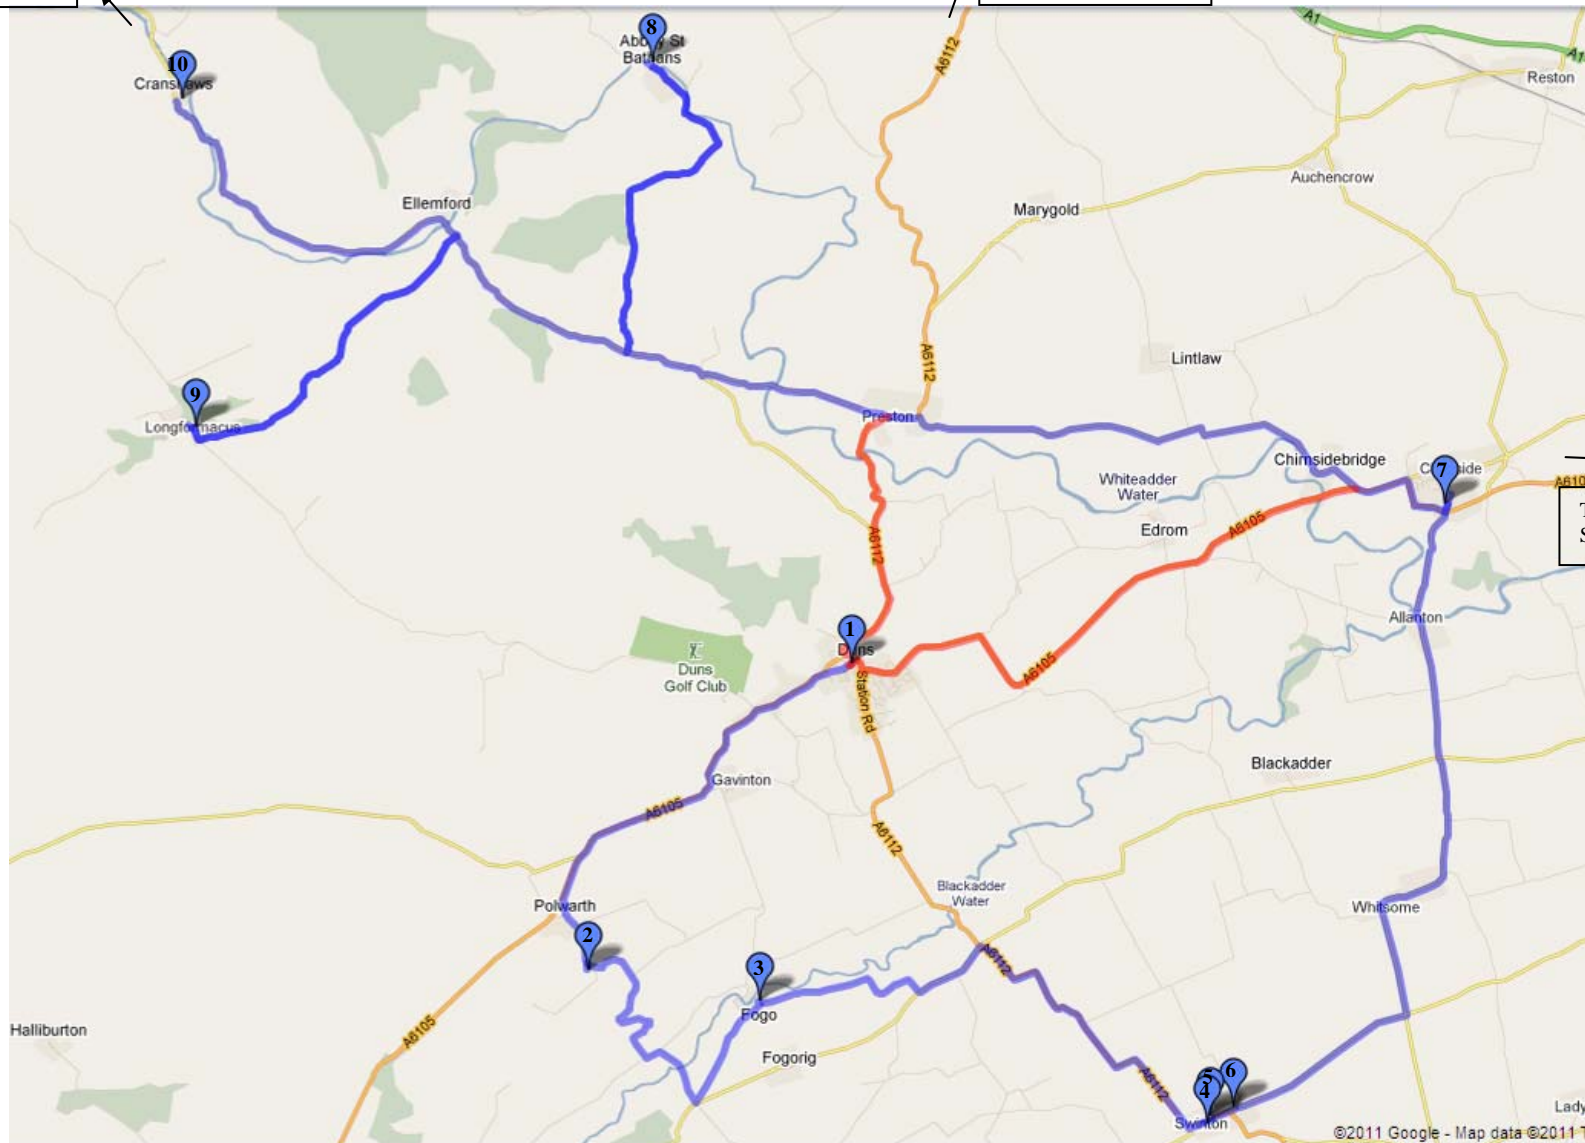 A1
8
A6112
A1
10
Abbey St
Bathans
Cranshaws
Reston
Auchencrow
Ellemford
Marygold
A6112
Lintlaw
9
Longformacus
Preston
Chirnsidebridge
7
Whiteadder
Water
A6105
Edrom
A6112
Allanton
1
Duns
Duns
Golf Club
A6105
Station Rd
Gavinton
Blackadder
A6105
A6112
Blackadder
Water
Polwarth
Whitsome
2
A6112
3
Fogo
Halliburton
A6105
Fogorig
5
6
4
A6112
Swinton
Lady
©2011 Google - Map data ©2011 T